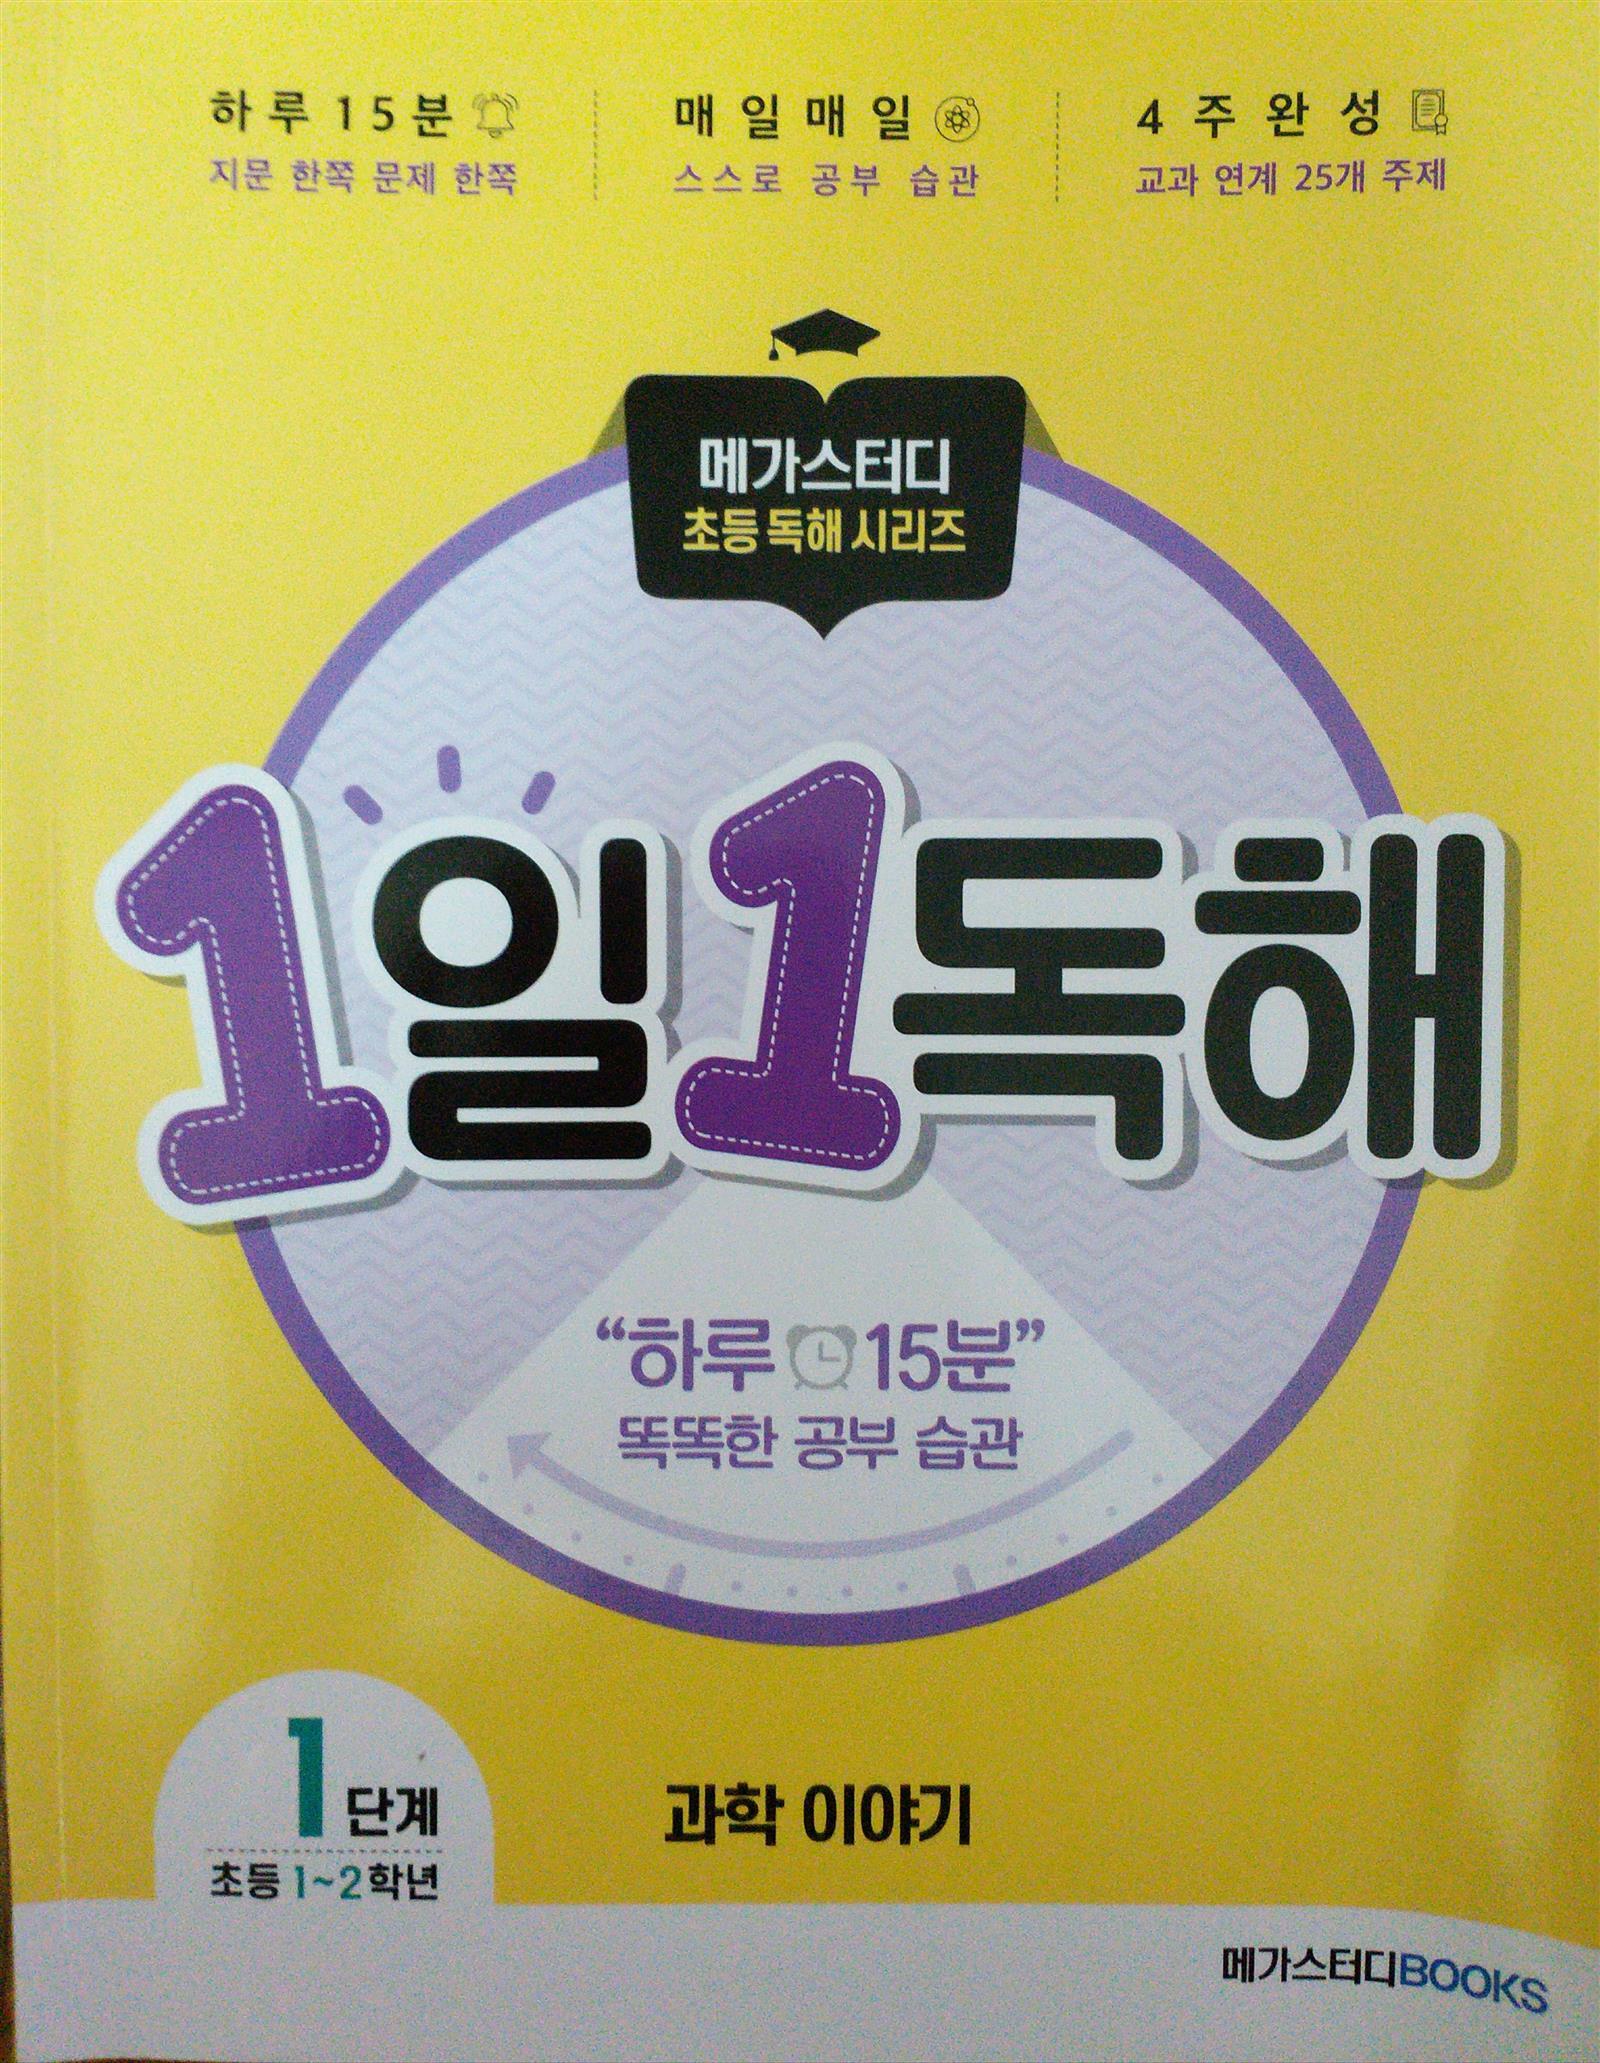 하루 15분
지문 한쪽 문제 한쪽
매일매일
스스로 공부 습관
4주완성
교과 연계 25개 주제
메가스터디
초등 독해 시리즈
1일1독해
“하루 15분”
똑똑한 공부 습관
1단계
초등 1~2학년
과학 이야기
메가스터디BOOKS